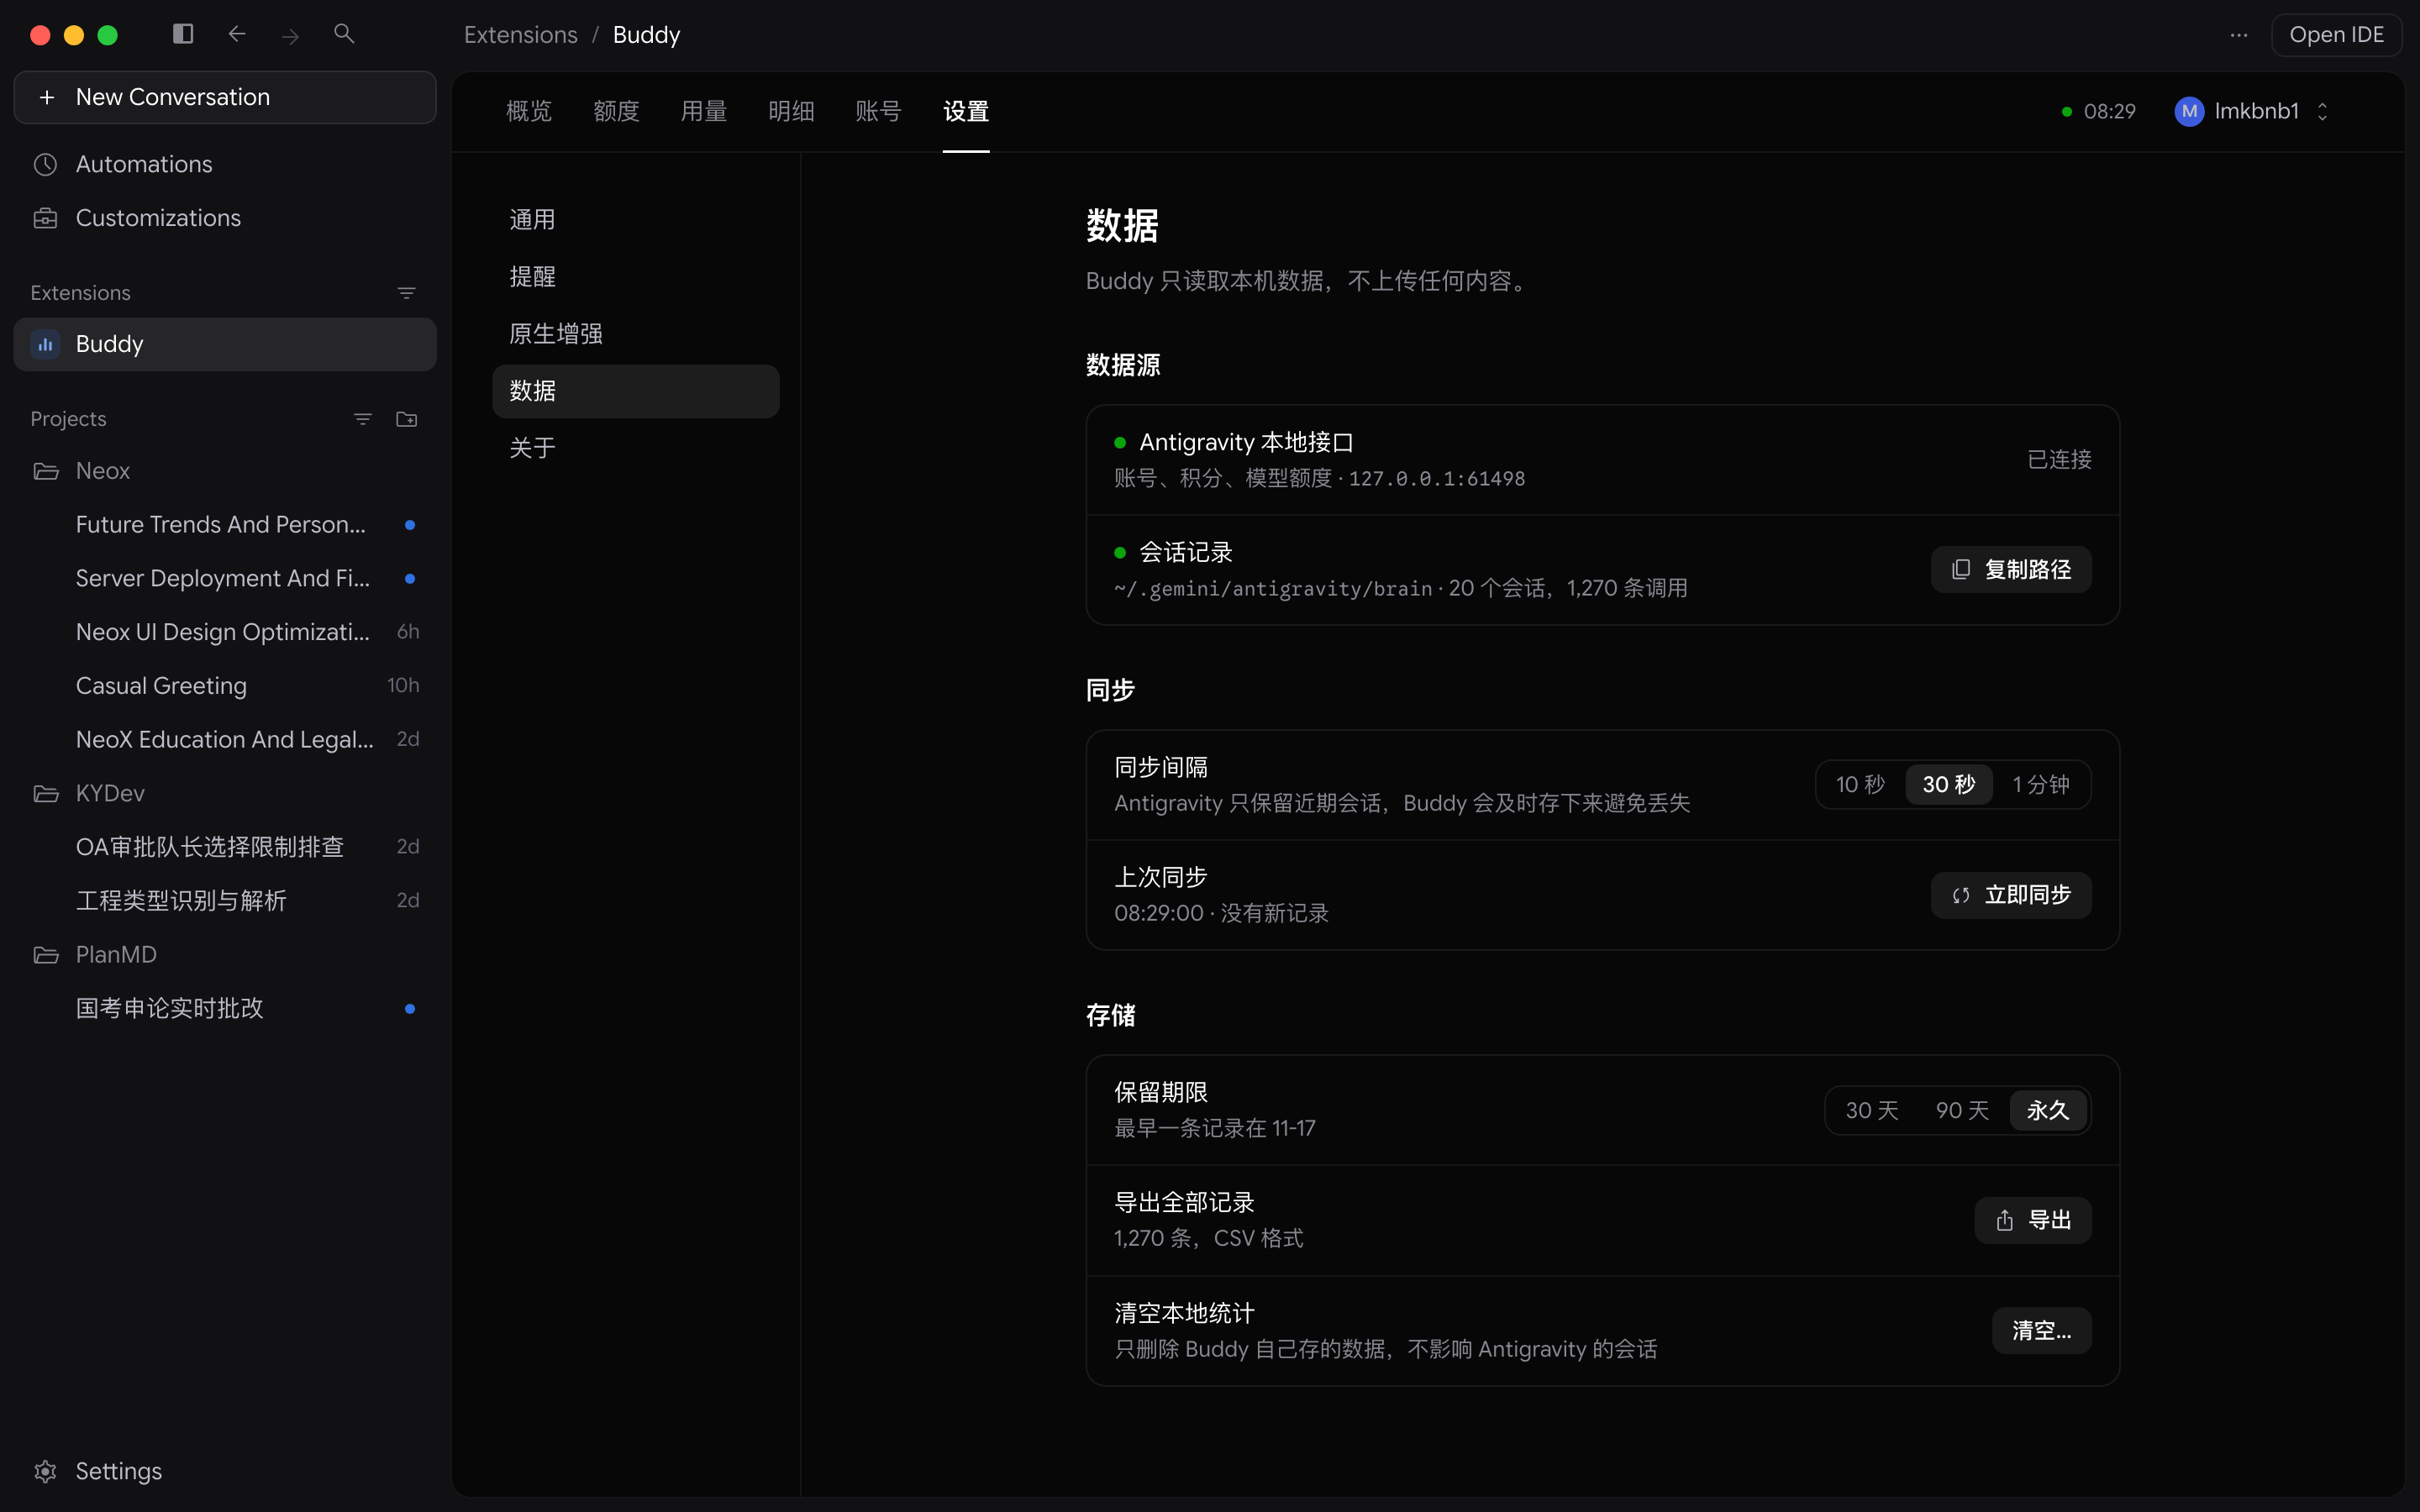 Extensions / Buddy
Open IDE
New Conversation
Automations
Customizations
Extensions
Buddy
Projects
Neox
Future Trends And Person...
Server Deployment And Fi...
Neox UI Design Optimizati... 6h
Casual Greeting 10h
NeoX Education And Legal... 2d
KYDev
OA审批队长选择限制排查 2d
工程类型识别与解析 2d
PlanMD
国考申论实时批改
Settings
概览 额度 用量 明细 账号 设置
08:29 M lmkbnb1
通用
提醒
原生增强
数据
关于
数据
Buddy 只读取本机数据，不上传任何内容。
数据源
Antigravity 本地接口
账号、积分、模型额度 · 127.0.0.1:61498
已连接
会话记录
~/.gemini/antigravity/brain · 20 个会话，1,270 条调用
复制路径
同步
同步间隔
Antigravity 只保留近期会话，Buddy 会及时存下来避免丢失
10 秒 30 秒 1 分钟
上次同步
08:29:00 · 没有新记录
立即同步
存储
保留期限
最早一条记录在 11-17
30 天 90 天 永久
导出全部记录
1,270 条，CSV 格式
导出
清空本地统计
只删除 Buddy 自己存的数据，不影响 Antigravity 的会话
清空...